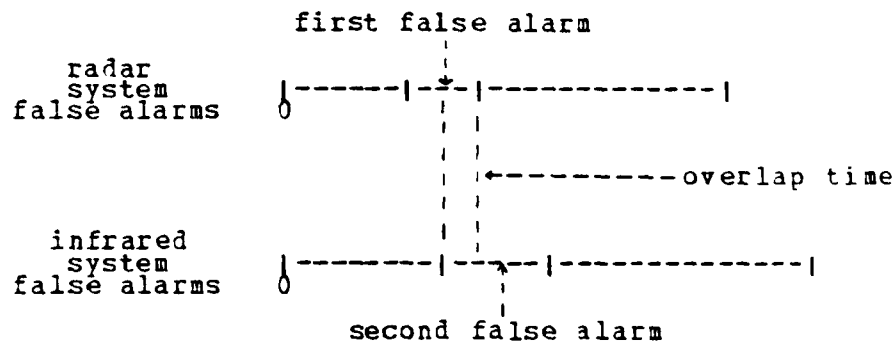 first false alarm
radar
system
false alarms
0
overlap time
infrared
system
false alarms
0
second false alarm